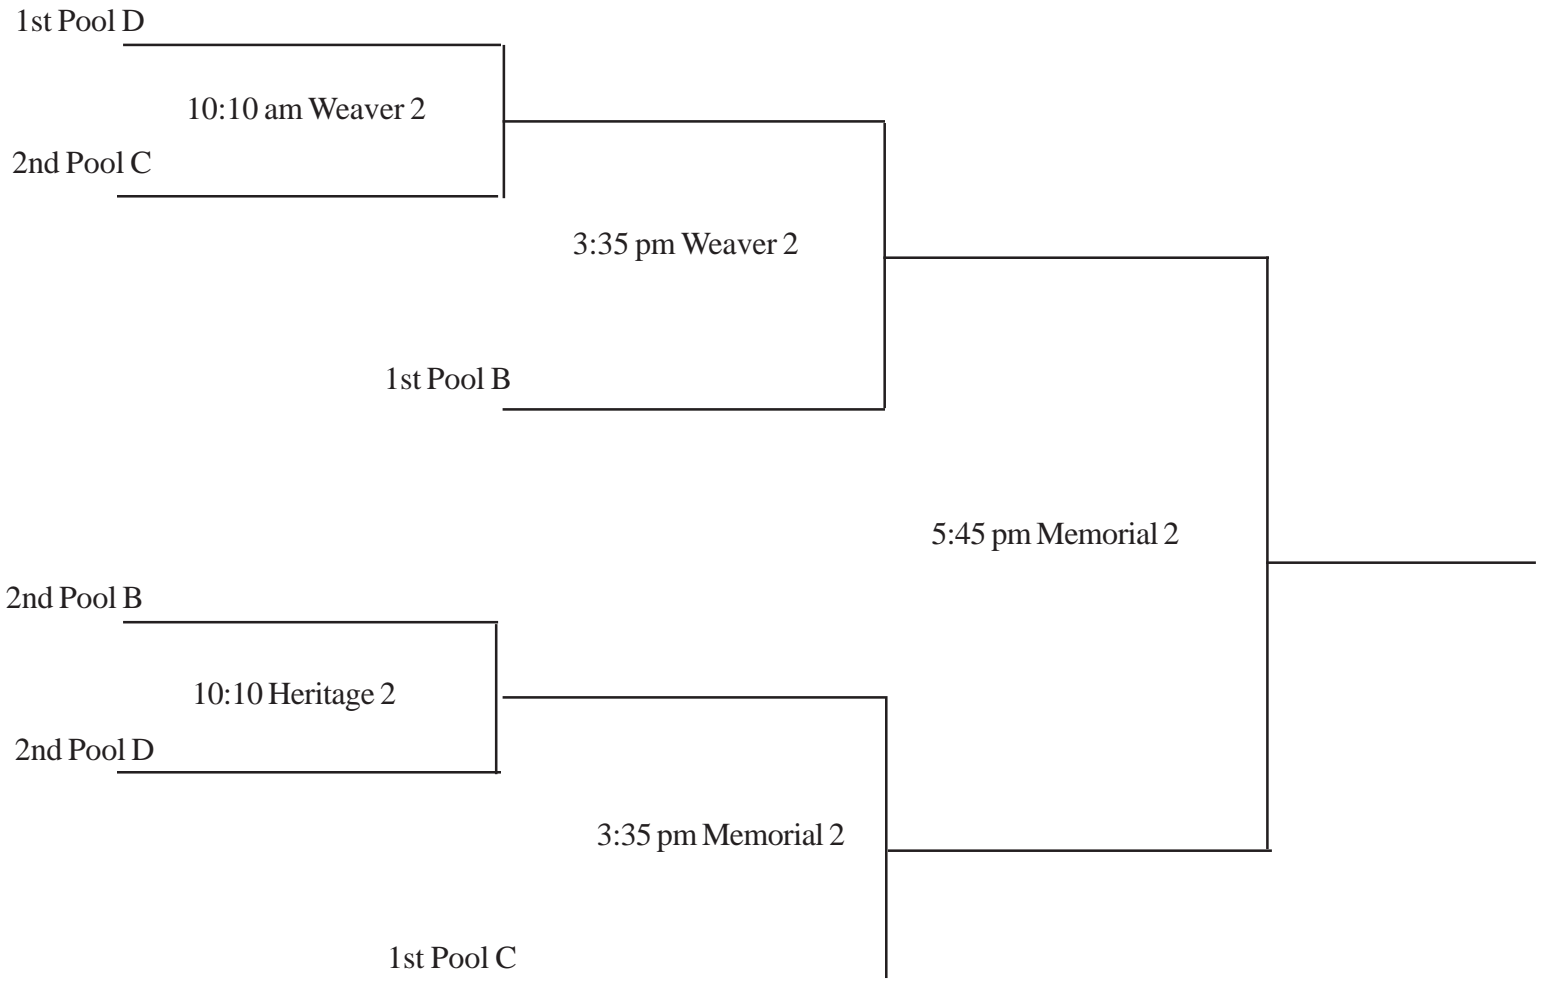 1st Pool D
10:10 am Weaver 2
2nd Pool C
3:35 pm Weaver 2
1st Pool B
5:45 pm Memorial 2
2nd Pool B
10:10 Heritage 2
2nd Pool D
3:35 pm Memorial 2
1st Pool C